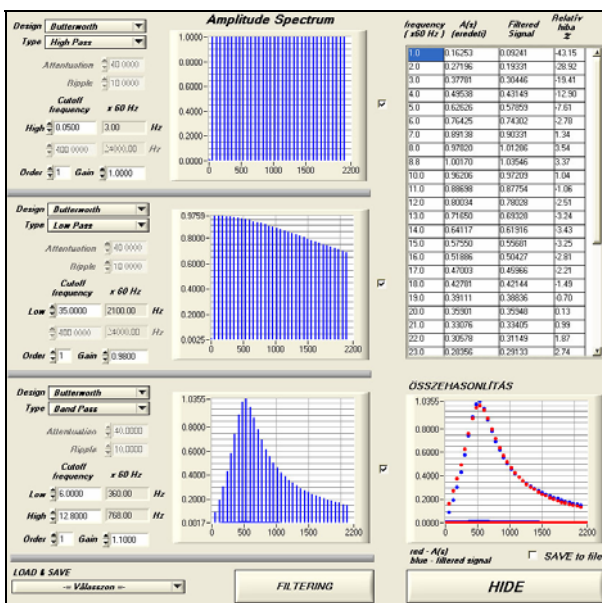 Design Butterworth
Type High Pass
Attentuation 40.0000
Ripple 10.0000
Cutoff frequency x 60 Hz
High 0.0500 3.00 Hz
400.0000 24000.00 Hz
Order 1 Gain 1.0000
Amplitude Spectrum
1.0000
0.8000
0.6000
0.4000
0.2000
0.0000
0 500 1000 1500 2200
Design Butterworth
Type Low Pass
Attentuation 40.0000
Ripple 10.0000
Cutoff frequency x 60 Hz
Low 35.0000 2100.00 Hz
400.0000 24000.00 Hz
Order 1 Gain 0.9800
0.9759
0.8000
0.6000
0.4000
0.2000
0.0025
0 500 1000 1500 2200
Design Butterworth
Type Band Pass
Attentuation 40.0000
Ripple 10.0000
Cutoff frequency x 60 Hz
Low 6.0000 360.00 Hz
High 12.8000 768.00 Hz
Order 1 Gain 1.1000
1.0355
0.8000
0.6000
0.4000
0.2000
0.0017
0 500 1000 1500 2200
LOAD & SAVE
-= Válasszon =-
FILTERING
frequency (x60 Hz) A(s) (eredeti) Filtered Signal Relatív hiba %
1.0 0.16253 0.09241 -43.15
2.0 0.27196 0.19331 -28.92
3.0 0.37781 0.30446 -19.41
4.0 0.49538 0.43149 -12.90
5.0 0.62626 0.57859 -7.61
6.0 0.76425 0.74302 -2.78
7.0 0.89138 0.90331 1.34
8.0 0.97820 1.01286 3.54
8.8 1.00170 1.03546 3.37
10.0 0.96206 0.97209 1.04
11.0 0.88698 0.87754 -1.06
12.0 0.80034 0.78028 -2.51
13.0 0.71650 0.69328 -3.24
14.0 0.64117 0.61916 -3.43
15.0 0.57550 0.55681 -3.25
16.0 0.51886 0.50427 -2.81
17.0 0.47003 0.45966 -2.21
18.0 0.42781 0.42144 -1.49
19.0 0.39111 0.38836 -0.70
20.0 0.35901 0.35948 0.13
21.0 0.33076 0.33405 0.99
22.0 0.30578 0.31149 1.87
23.0 0.28356 0.29133 2.74
ÖSSZEHASONLÍTÁS
1.0355
0.8000
0.6000
0.4000
0.2000
0.0000
0 500 1000 1500 2200
red - A(s)
blue - filtered signal
SAVE to file
HIDE